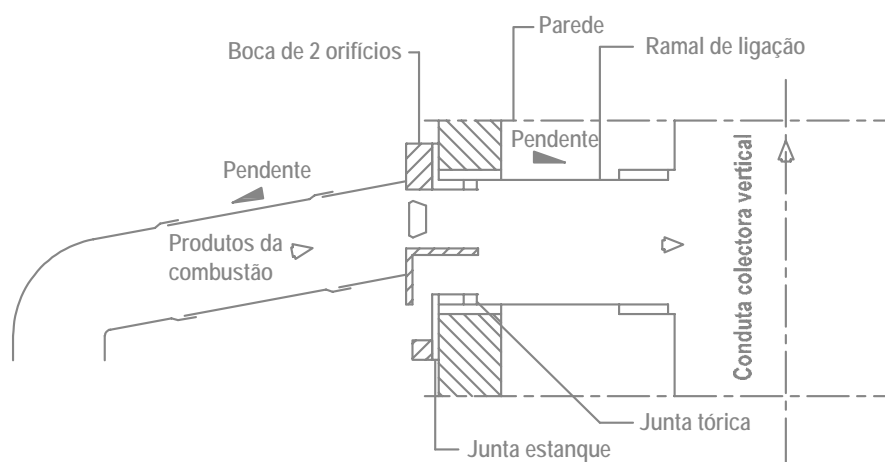 Parede
Boca de 2 orifícios
Ramal de ligação
Pendente
Pendente
Produtos da
combustão
Conduta colectora vertical
Junta tórica
Junta estanque